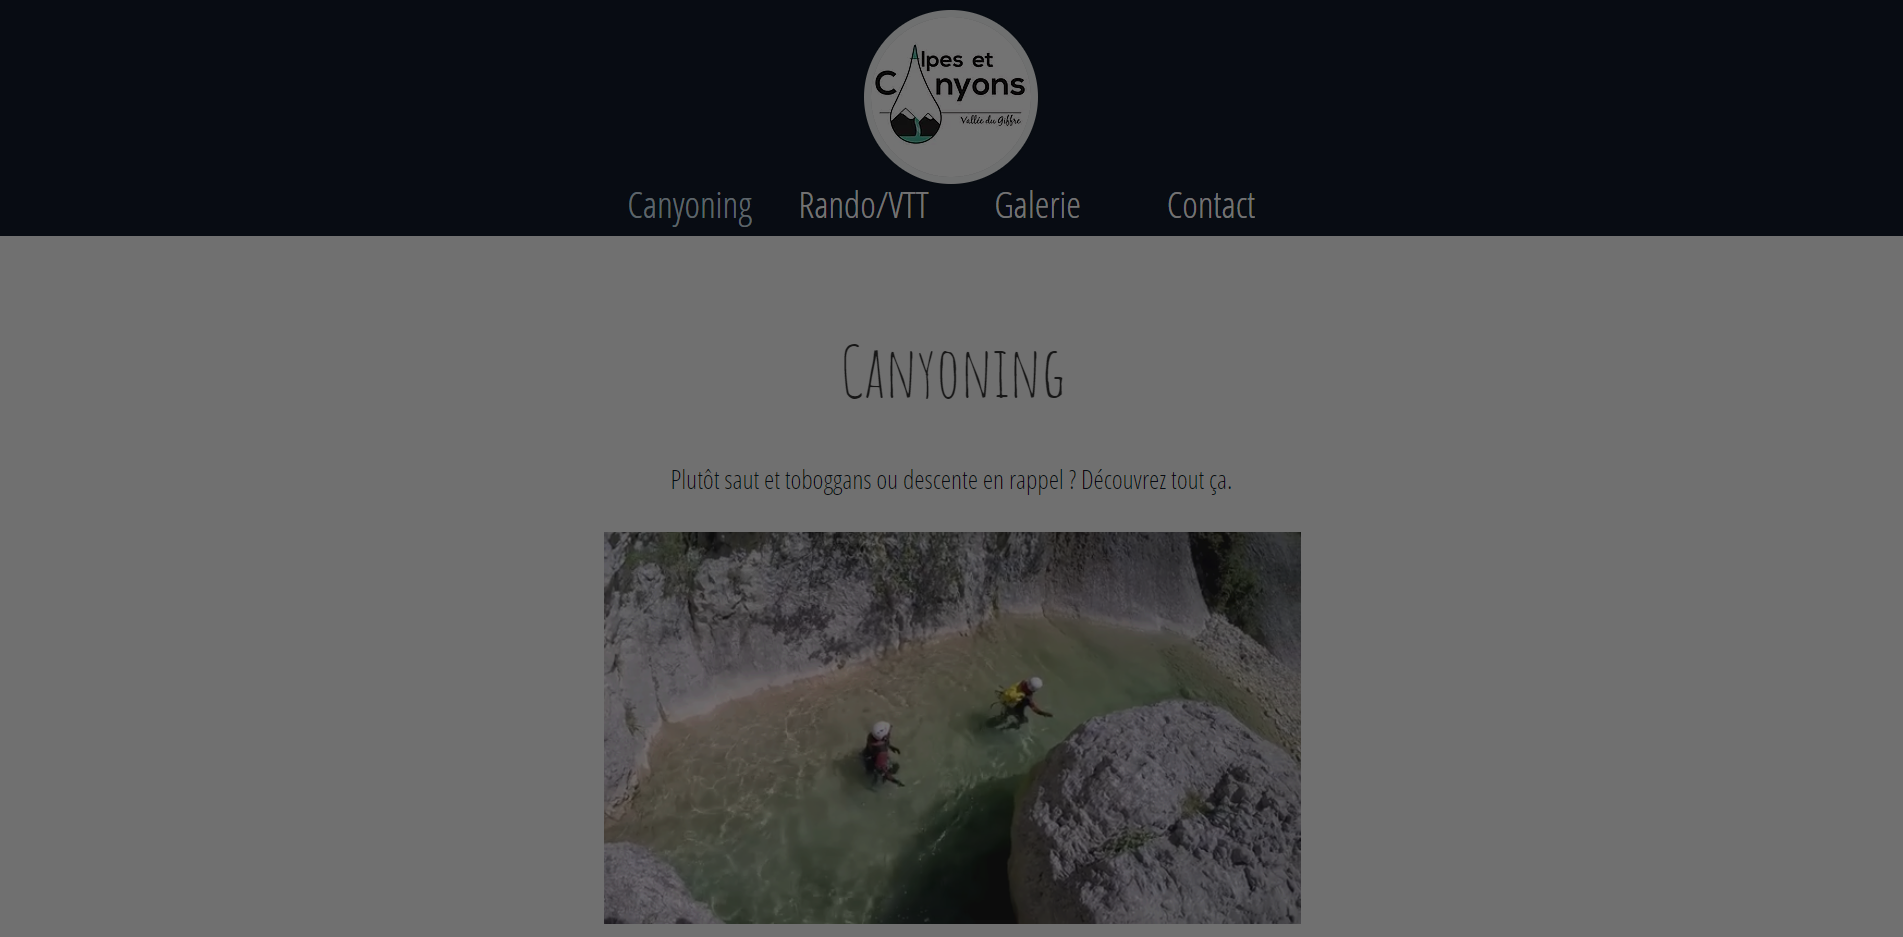 Alpes et
Canyons
Vallée du Giffre
Canyoning Rando/VTT Galerie Contact
Canyoning
Plutôt saut et toboggans ou descente en rappel ? Découvrez tout ça.